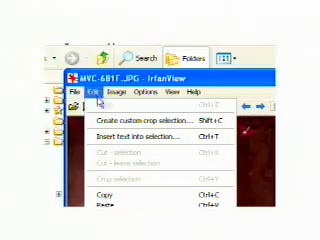 Search Folders
MVC-681F.JPG - IrfanView
File Edit Image Options View Help
Ctrl+T
Create custom crop selection... Shift+C
Insert text into selection... Ctrl+T
Cut - selection Ctrl+X
Cut - leave selection
Crop selection Ctrl+Y
Copy Ctrl+C
Paste Ctrl+V